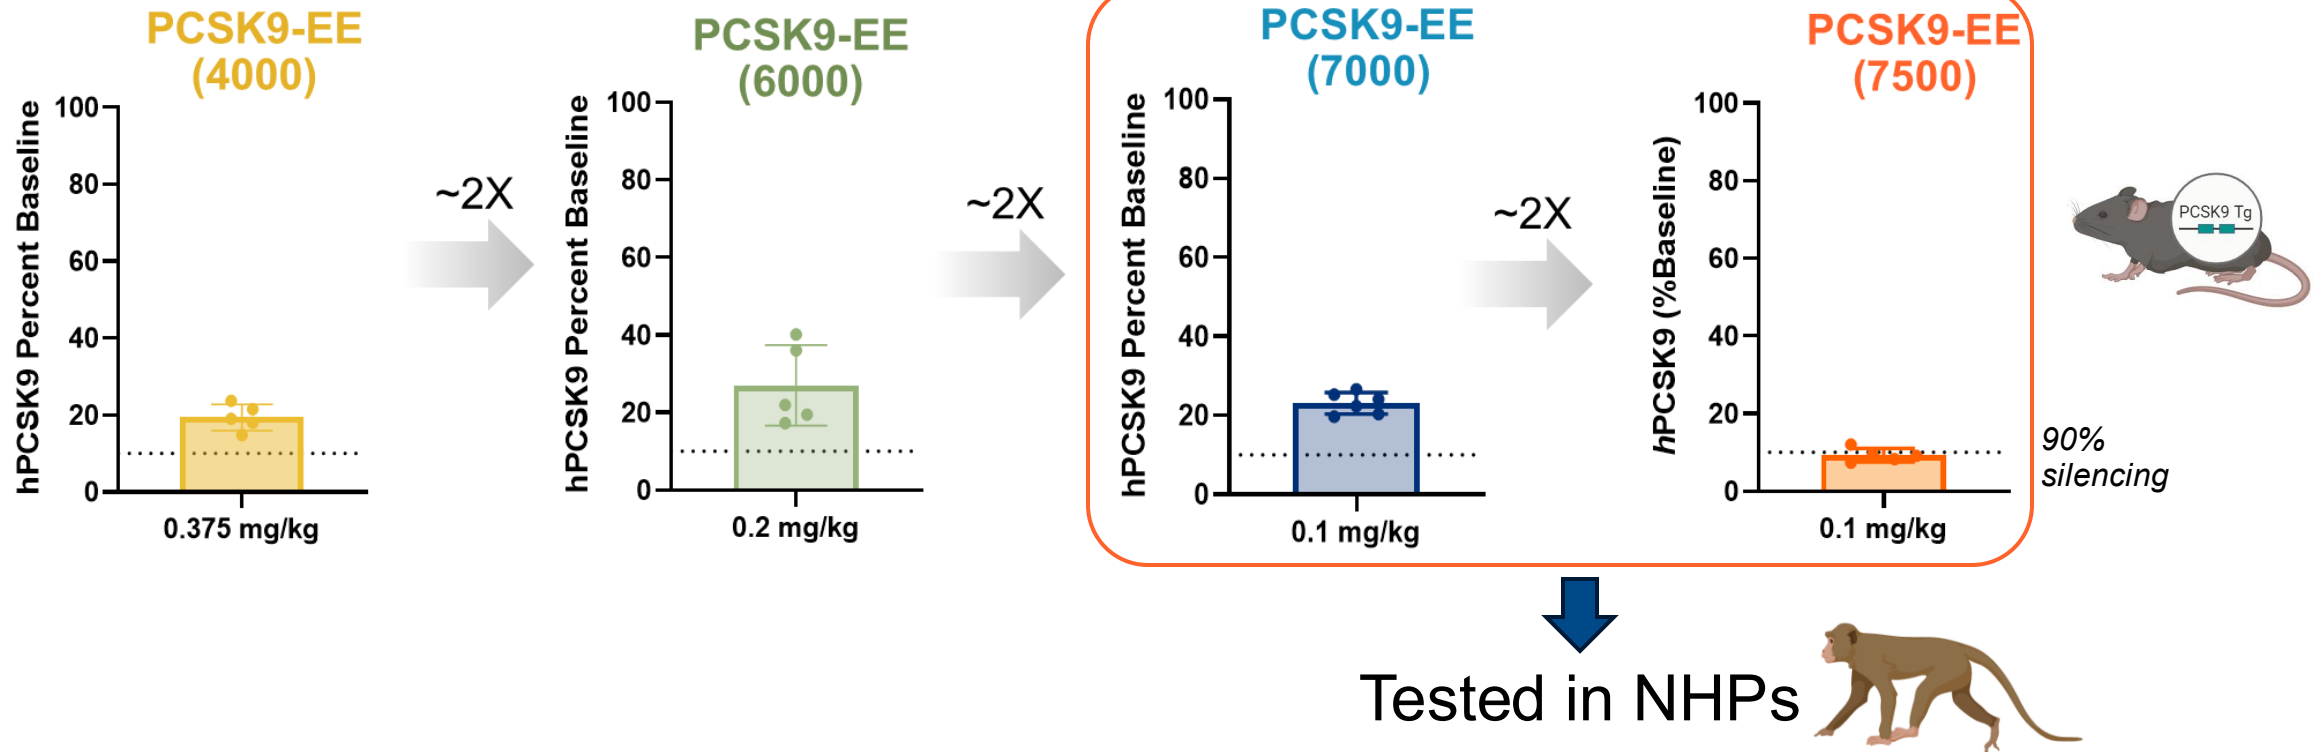 PCSK9-EE
(4000)
hPCSK9 Percent Baseline
100
80
60
40
20
0
0.375 mg/kg
~2X
PCSK9-EE
(6000)
hPCSK9 Percent Baseline
100
80
60
40
20
0
0.2 mg/kg
~2X
PCSK9-EE
(7000)
hPCSK9 Percent Baseline
100
80
60
40
20
0
0.1 mg/kg
~2X
PCSK9-EE
(7500)
hPCSK9 (%Baseline)
100
80
60
40
20
0
0.1 mg/kg
PCSK9 Tg
90%
silencing
Tested in NHPs